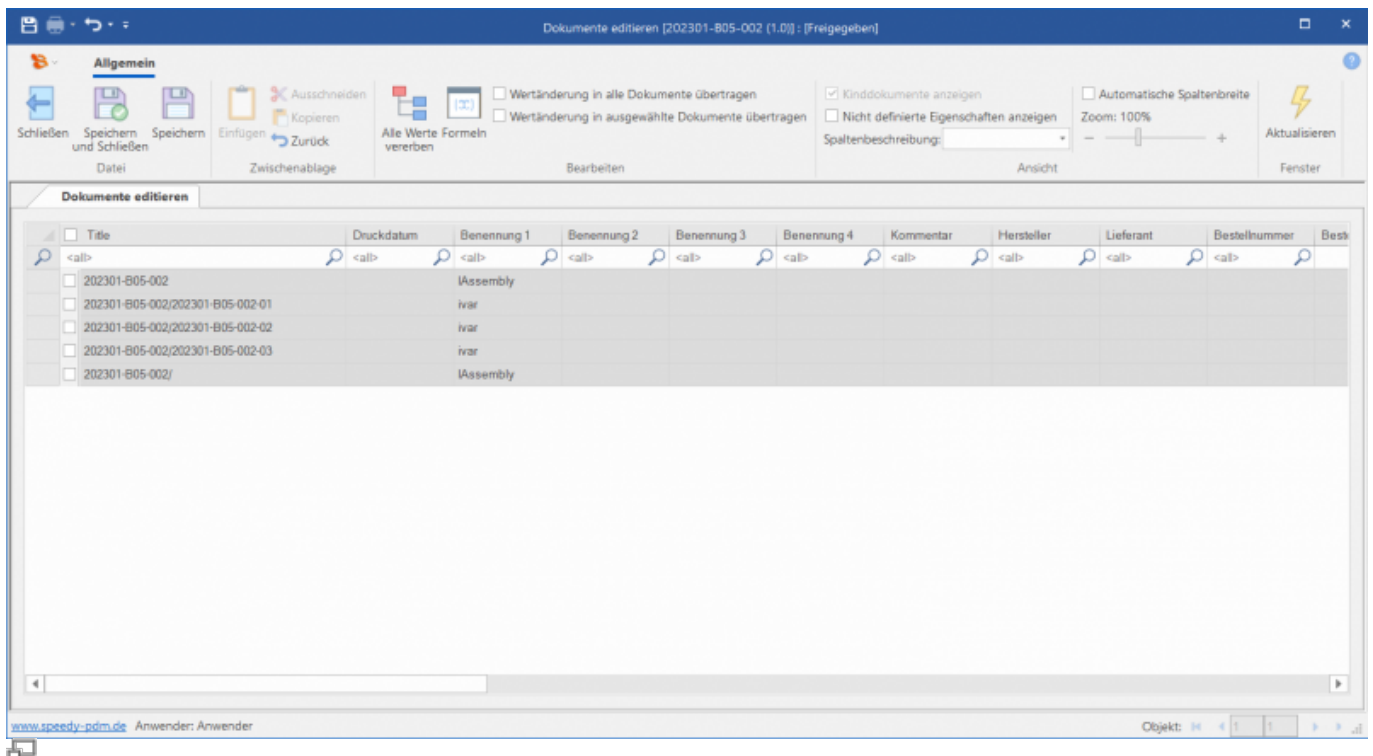 Dokumente editieren [202301-B05-002 (1.0)] : [Freigegeben]
Allgemein
Schließen
Speichern und Schließen
Speichern
Datei
Einfügen
Ausschneiden
Kopieren
Zurück
Zwischenablage
Alle Werte vererben
Formeln
Wertänderung in alle Dokumente übertragen
Wertänderung in ausgewählte Dokumente übertragen
Bearbeiten
Kinddokumente anzeigen
Nicht definierte Eigenschaften anzeigen
Spaltenbeschreibung:
Automatische Spaltenbreite
Zoom: 100%
Ansicht
Aktualisieren
Fenster
Dokumente editieren
Title Druckdatum Benennung 1 Benennung 2 Benennung 3 Benennung 4 Kommentar Hersteller Lieferant Bestellnummer Best
<all> <all> <all> <all> <all> <all> <all> <all> <all> <all>
202301-B05-002 IAssembly
202301-B05-002/202301-B05-002-01 ivar
202301-B05-002/202301-B05-002-02 ivar
202301-B05-002/202301-B05-002-03 ivar
202301-B05-002/ IAssembly
www.speedy-pdm.de Anwender: Anwender
Objekt: 1 1